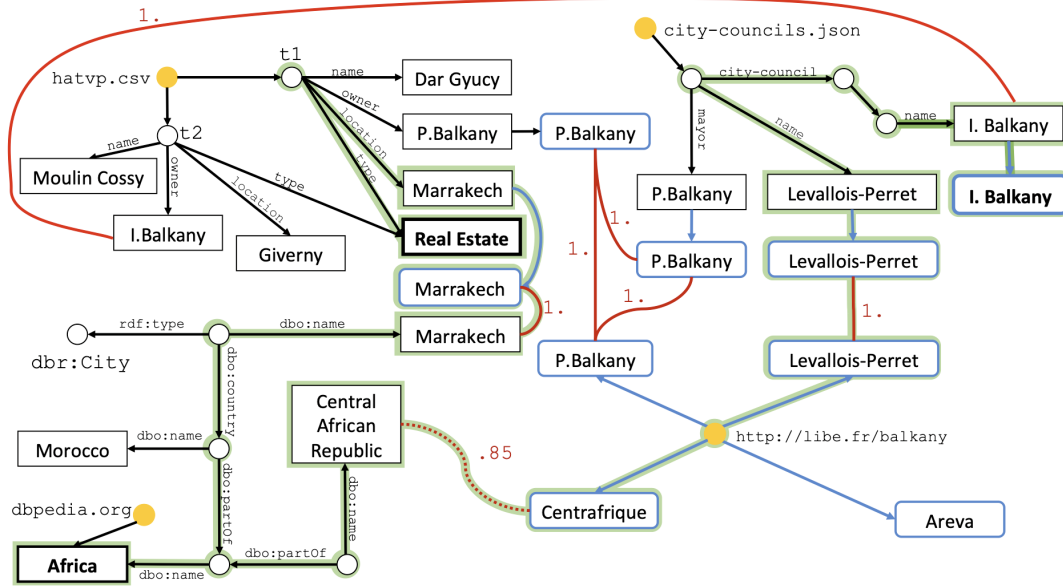 1.
hatvp.csv
t1
name
Dar Gyucy
owner
P.Balkany
P.Balkany
location
type
Marrakech
Real Estate
t2
name
Moulin Cossy
owner
I.Balkany
location
Giverny
type
city-councils.json
city-council
name
I. Balkany
I. Balkany
mayor
name
P.Balkany
Levallois-Perret
1.
1.
P.Balkany
Levallois-Perret
1.
1.
Marrakech
1.
Marrakech
P.Balkany
Levallois-Perret
rdf:type
dbo:name
dbr:City
dbo:country
Central
African
Republic
Morocco
dbo:name
.85
http://libe.fr/balkany
dbo:partOf
dbo:name
Centrafrique
Areva
dbpedia.org
Africa
dbo:name
dbo:partOf